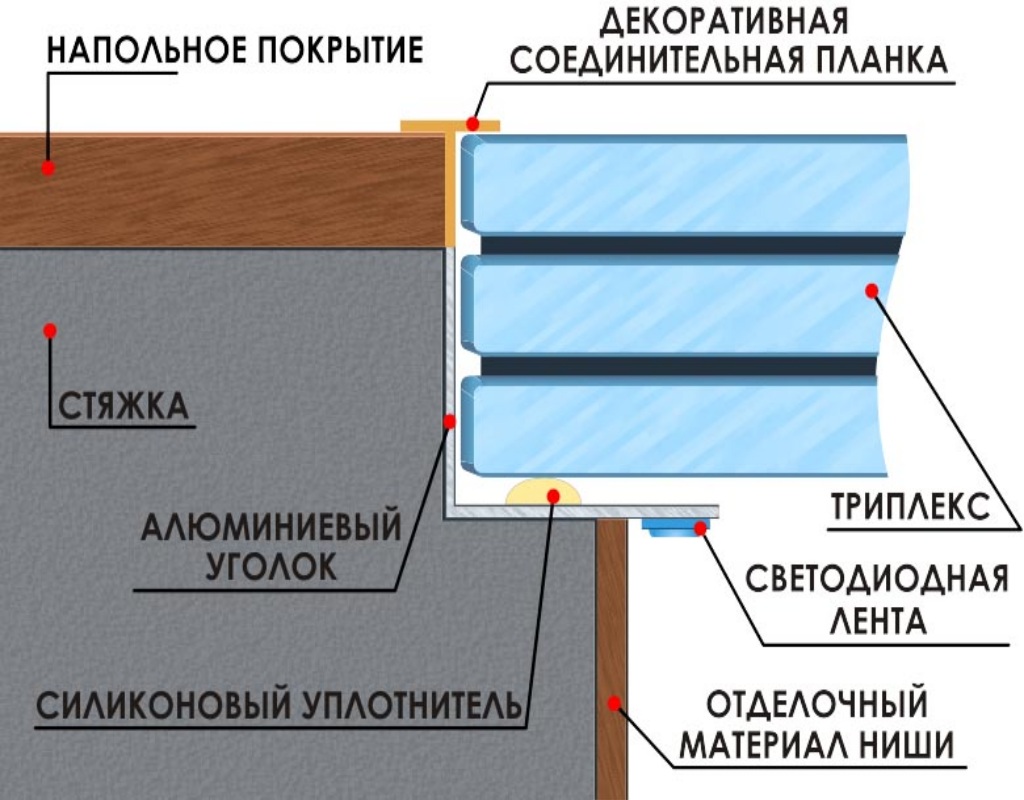 НАПОЛЬНОЕ ПОКРЫТИЕ
ДЕКОРАТИВНАЯ
СОЕДИНИТЕЛЬНАЯ ПЛАНКА
СТЯЖКА
АЛЮМИНИЕВЫЙ
УГОЛОК
ТРИПЛЕКС
СВЕТОДИОДНАЯ
ЛЕНТА
СИЛИКОНОВЫЙ УПЛОТНИТЕЛЬ
ОТДЕЛОЧНЫЙ
МАТЕРИАЛ НИШИ